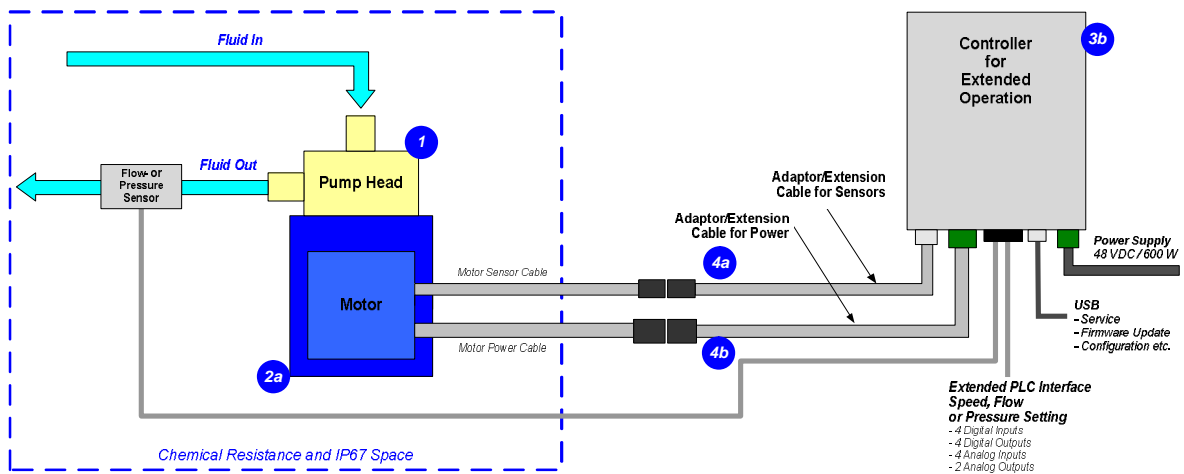 Fluid In
1
Fluid Out
Flow- or
Pressure
Sensor
Pump Head
Motor
2a
Motor Sensor Cable
Motor Power Cable
Chemical Resistance and IP67 Space
4a
4b
Adaptor/Extension
Cable for Sensors
Adaptor/Extension
Cable for Power
Controller
for
Extended
Operation
3b
Power Supply
48 VDC / 600 W
USB
- Service
- Firmware Update
- Configuration etc.
Extended PLC Interface
Speed, Flow
or Pressure Setting
- 4 Digital Inputs
- 4 Digital Outputs
- 4 Analog Inputs
- 2 Analog Outputs